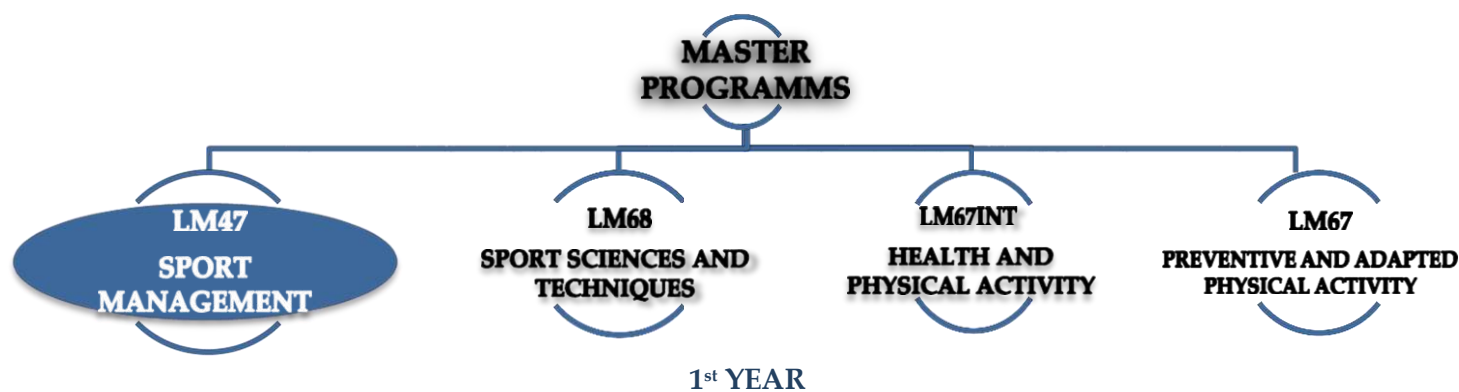 MASTER
PROGRAMMS
LM47
SPORT
MANAGEMENT
LM68
SPORT SCIENCES AND
TECHNIQUES
LM67INT
HEALTH AND
PHYSICAL ACTIVITY
LM67
PREVENTIVE AND ADAPTED
PHYSICAL ACTIVITY
1st YEAR